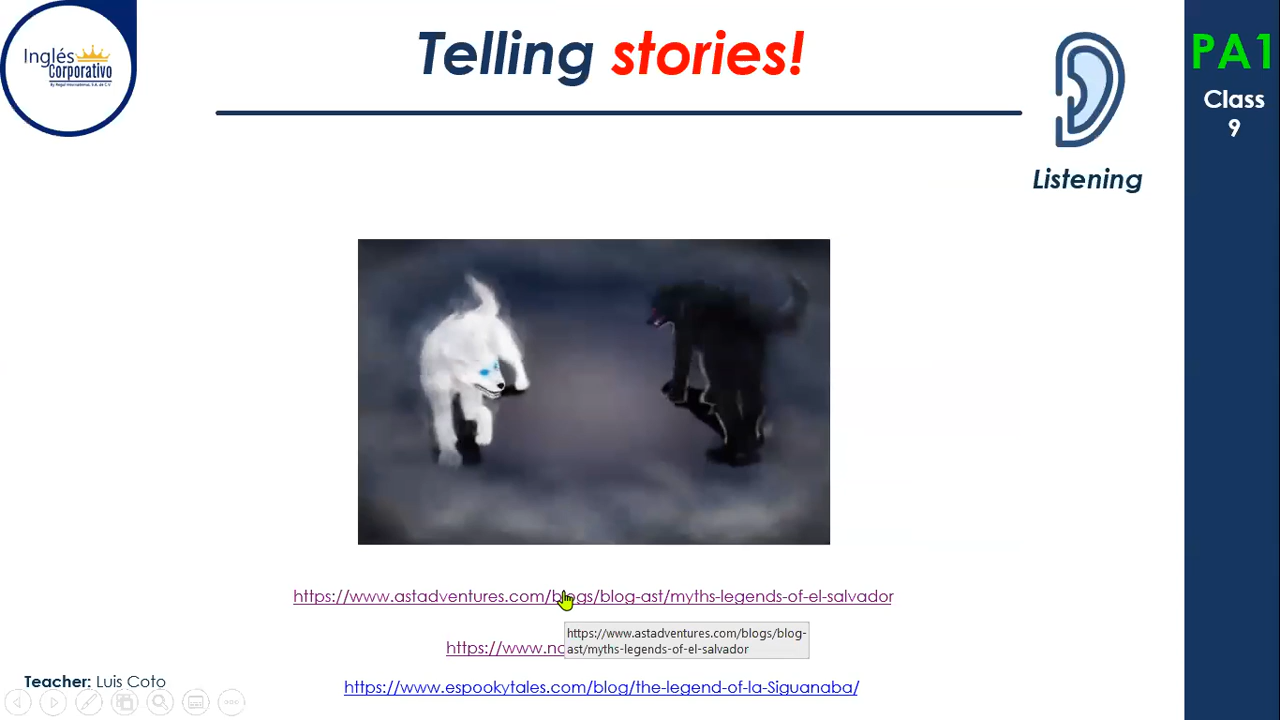 Inglés
Corporativo
Telling stories!
PA1
Class
9
Listening
https://www.astadventures.com/blogs/blog-ast/myths-legends-of-el-salvador
https://www.astadventures.com/blogs/blog-
ast/myths-legends-of-el-salvador
https://www.
Teacher: Luis Coto
https://www.espookytales.com/blog/the-legend-of-la-Siguanaba/